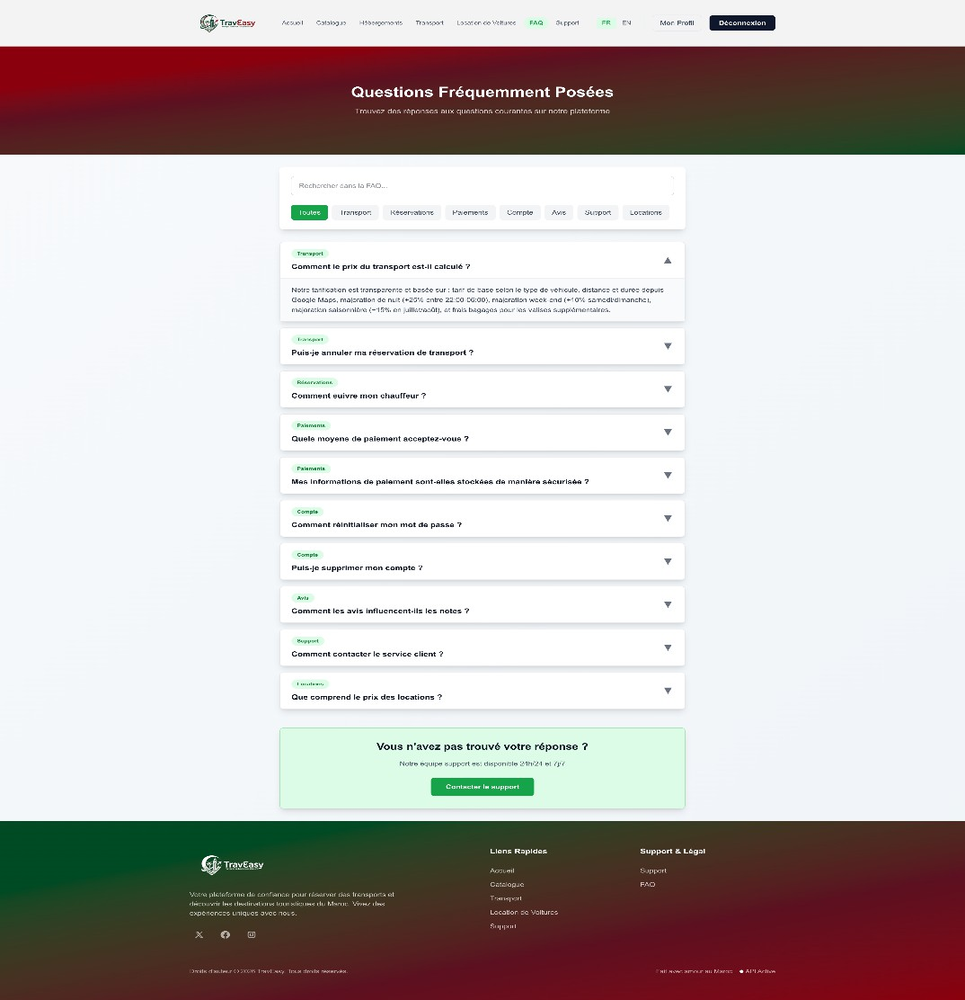 TravEasy
Accueil Catalogue Hébergements Transport Location de Voitures FAQ Support FR EN Mon Profil Déconnexion
Questions Fréquemment Posées
Trouvez des réponses aux questions courantes sur notre plateforme
Rechercher dans la FAQ...
Toutes Transport Réservations Paiements Compte Avis Support Locations
Transport
Comment le prix du transport est-il calculé ?
Notre tarification est transparente et basée sur : tarif de base selon le type de véhicule, distance et durée depuis
Google Maps, majoration de nuit (+25% entre 22:00-06:00), majoration week-end (+10% samedi/dimanche),
majoration saisonnière (+15% en juillet/août), et frais bagages pour les valises supplémentaires.
Transport
Puis-je annuler ma réservation de transport ?
Réservations
Comment suivre mon chauffeur ?
Paiements
Quels moyens de paiement acceptez-vous ?
Paiements
Mes informations de paiement sont-elles stockées de manière sécurisée ?
Compte
Comment réinitialiser mon mot de passe ?
Compte
Puis-je supprimer mon compte ?
Avis
Comment les avis influencent-ils les notes ?
Support
Comment contacter le service client ?
Locations
Que comprend le prix des locations ?
Vous n'avez pas trouvé votre réponse ?
Notre équipe support est disponible 24h/24 et 7j/7
Contacter le support
TravEasy
Votre plateforme de confiance pour réserver des transports et
découvrir les destinations touristiques du Maroc. Vivez des
expériences uniques avec nous.
Liens Rapides
Accueil
Catalogue
Transport
Location de Voitures
Support
Support & Légal
Support
FAQ
Droits d'auteur © 2026 TravEasy. Tous droits réservés.
Fait avec amour au Maroc API Active